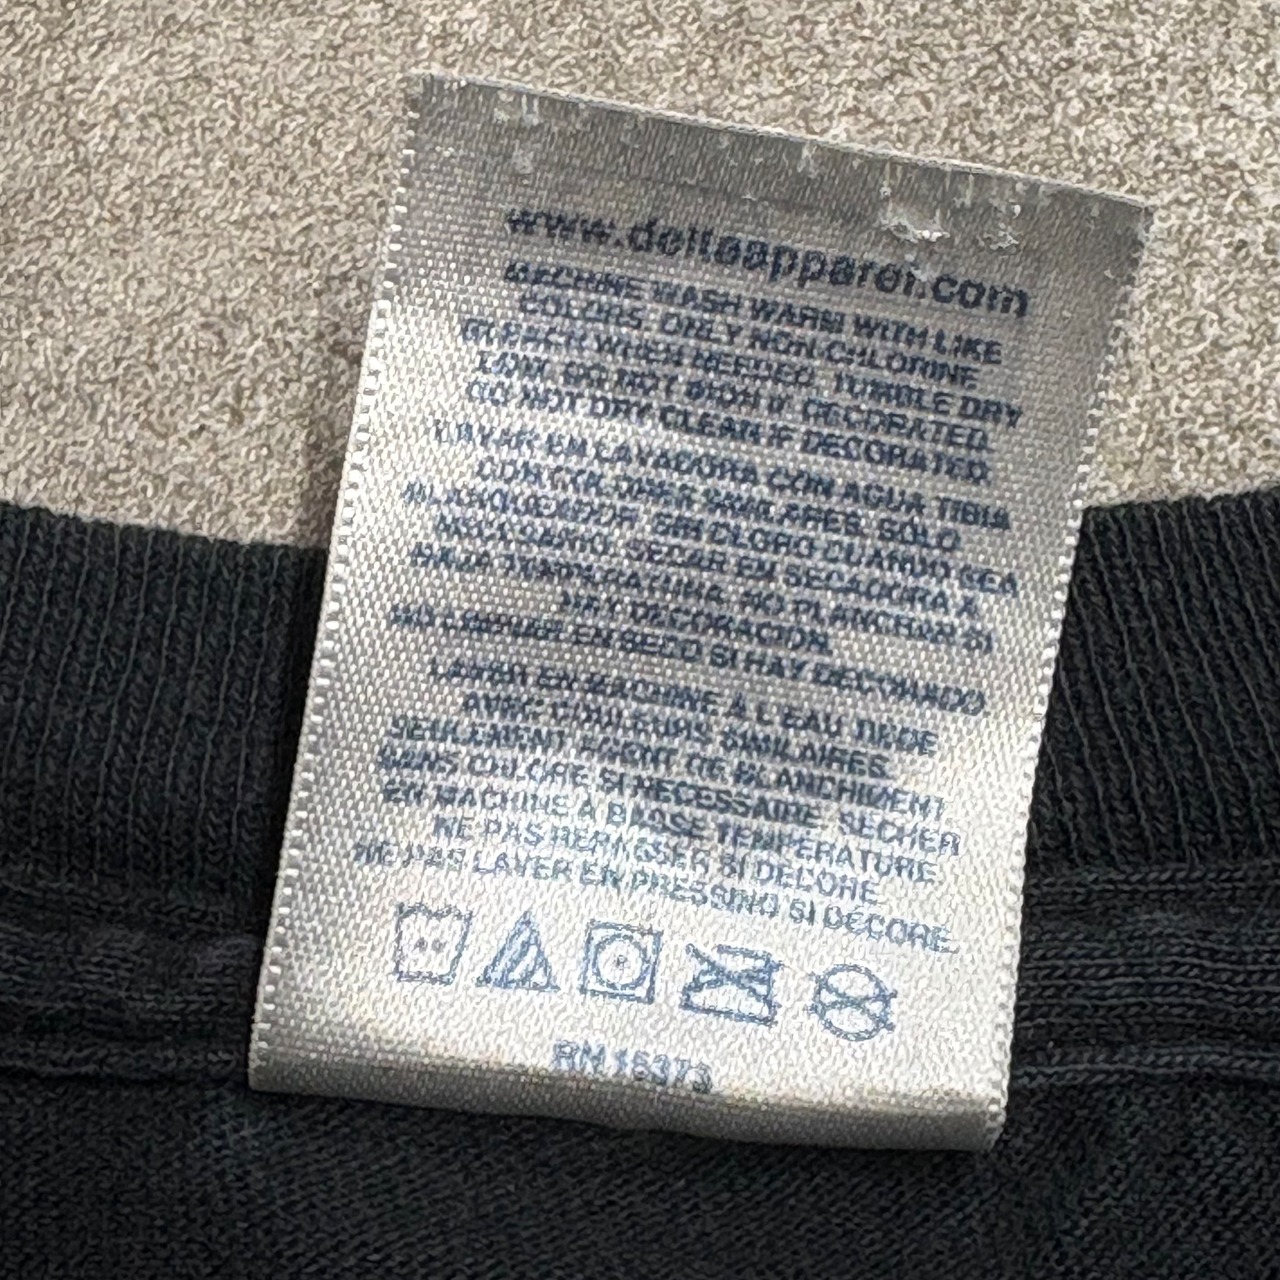 www.deltaapparel.com
MACHINE WASH WARM WITH LIKE
COLORS, ONLY NON-CHLORINE
BLEACH WHEN NEEDED. TUMBLE DRY
LOW. DO NOT IRON IF DECORATED.
DO NOT DRY CLEAN IF DECORATED.
LAVAR EN LAVADORA CON AGUA TIBIA
CON COLORES SIMILARES. SOLO
BLANQUEADOR SIN CLORO CUANDO SEA
NECESARIO. SECAR EN SECADORA A
BAJA TEMPERATURA. NO PLANCHAR SI
HAY DECORACION.
NO LAVAR EN SECO SI HAY DECORADO
LAVER EN MACHINE À L'EAU TIEDE
AVEC COULEURS SIMILAIRES.
SEULEMENT AGENT DE BLANCHIMENT
SANS CHLORE SI NECESSAIRE. SECHER
EN MACHINE A BASSE TEMPERATURE.
NE PAS REPASSER SI DECORE
NE PAS LAVER EN PRESSING SI DÉCORE.
RN 15373